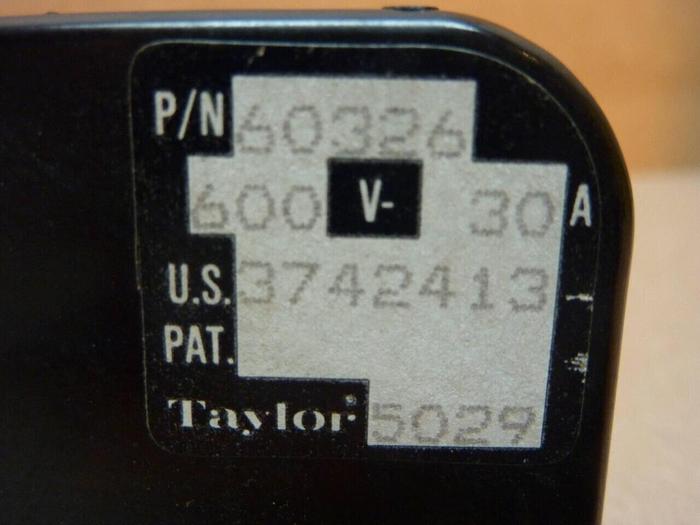 P/N 60326
600 V- 30 A
U.S. 3742413
PAT.
Taylor® 5029